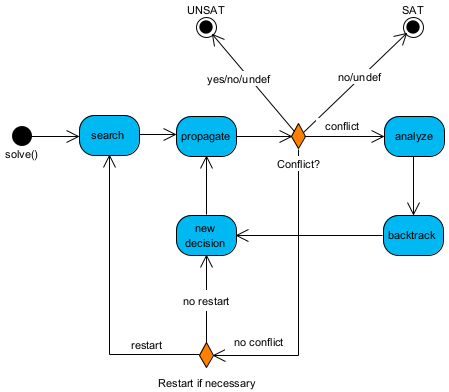 UNSAT
SAT
yes/no/undef
no/undef
solve()
search
propagate
conflict
analyze
Conflict?
new
decision
backtrack
no restart
restart
no conflict
Restart if necessary